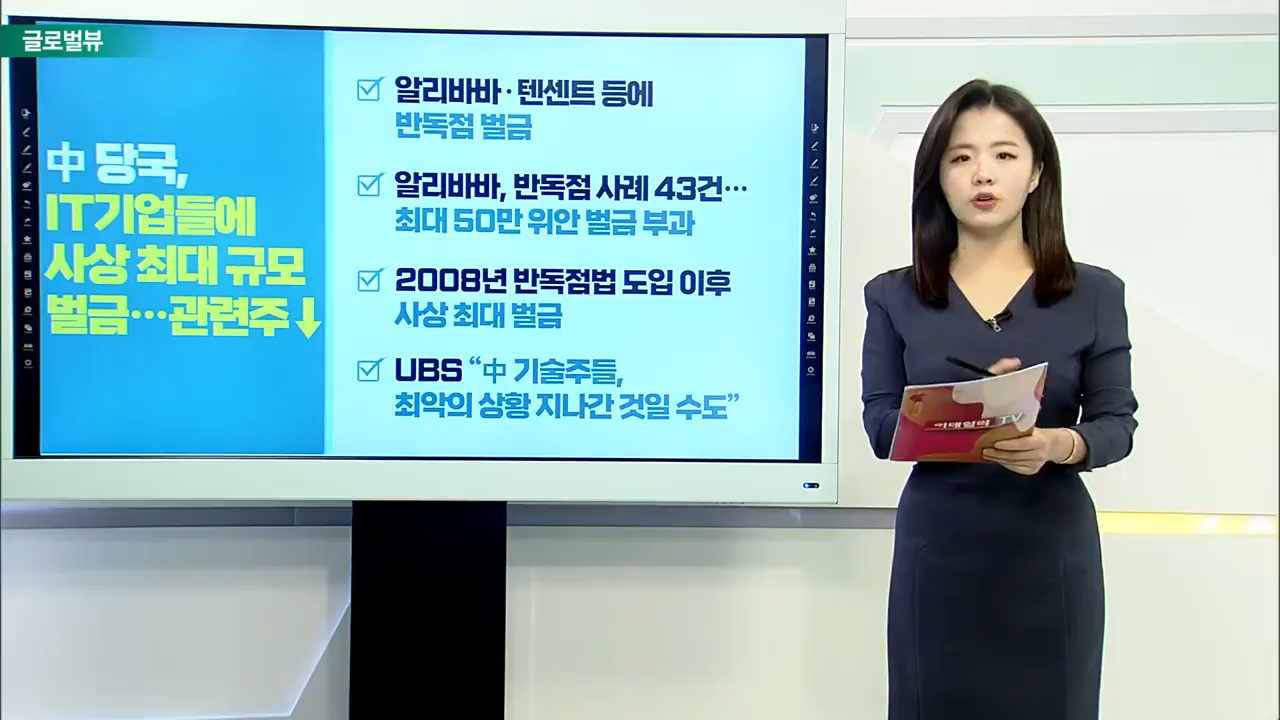 글로벌뷰
中 당국,
IT기업들에
사상 최대 규모
벌금…관련주↓
알리바바·텐센트 등에
반독점 벌금
알리바바, 반독점 사례 43건…
최대 50만 위안 벌금 부과
2008년 반독점법 도입 이후
사상 최대 벌금
UBS “中 기술주들,
최악의 상황 지나간 것일 수도”
이데일리 TV